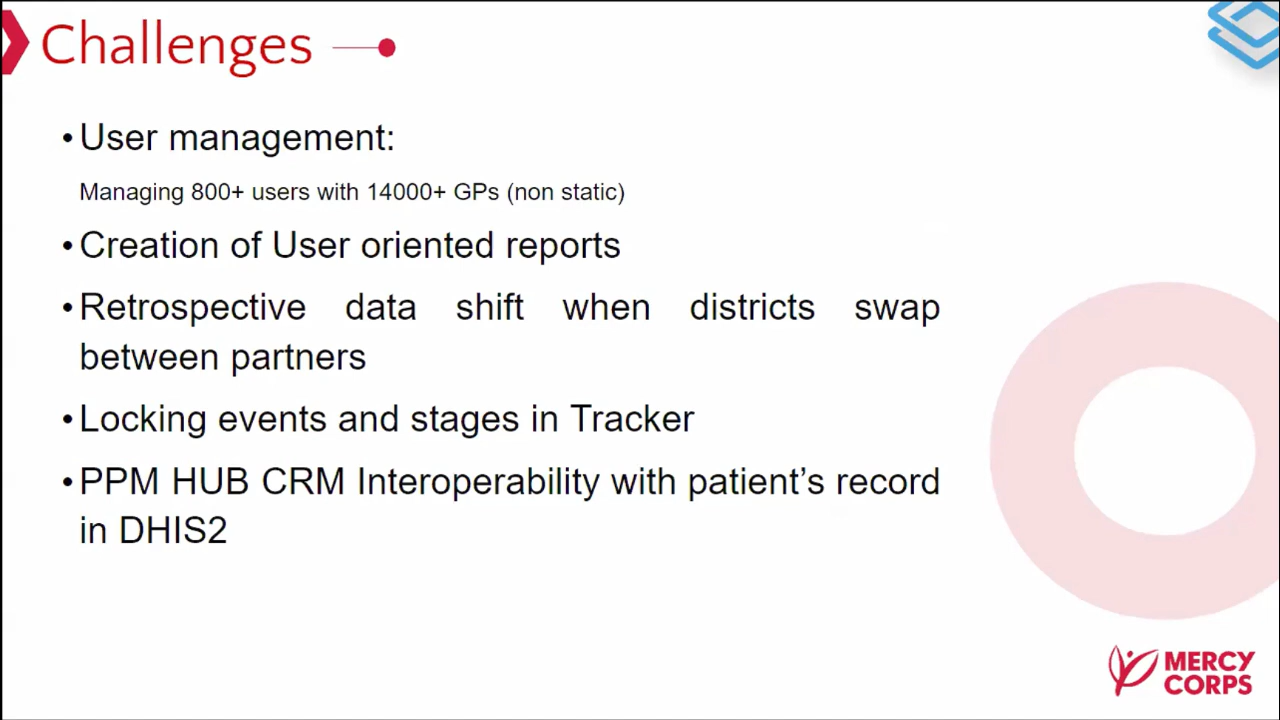 Challenges
•User management:
Managing 800+ users with 14000+ GPs (non static)
•Creation of User oriented reports
•Retrospective data shift when districts swap
between partners
•Locking events and stages in Tracker
•PPM HUB CRM Interoperability with patient’s record
in DHIS2
MERCY
CORPS